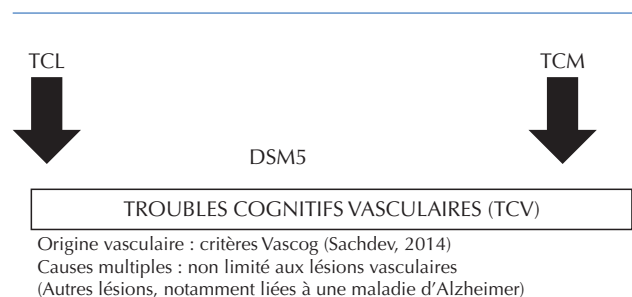 TCL TCM
DSM5
TROUBLES COGNITIFS VASCULAIRES (TCV)
Origine vasculaire : critères Vascog (Sachdev, 2014)
Causes multiples : non limité aux lésions vasculaires
(Autres lésions, notamment liées à une maladie d’Alzheimer)